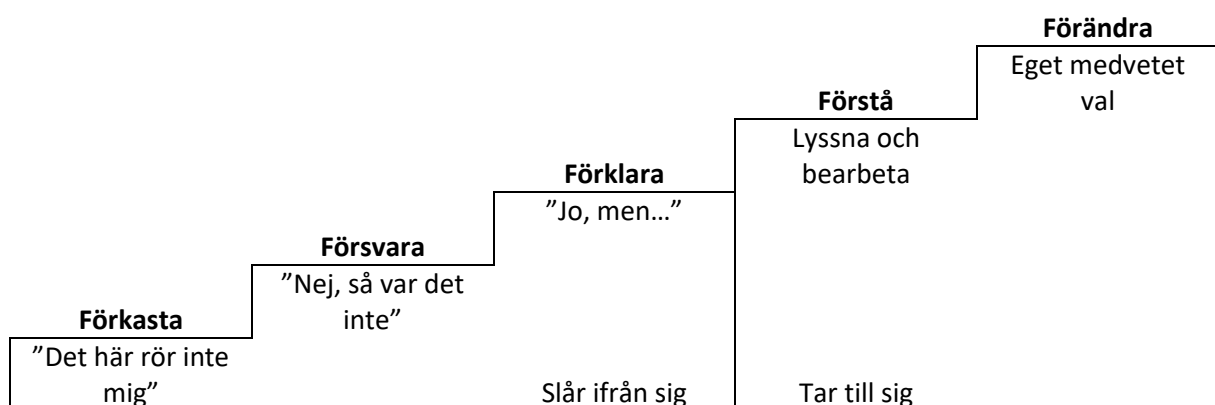 Förändra
Eget medvetet
val
Förstå
Lyssna och
bearbeta
Förklara
”Jo, men…”
Försvara
”Nej, så var det
inte”
Förkasta
”Det här rör inte
mig”
Slår ifrån sig
Tar till sig